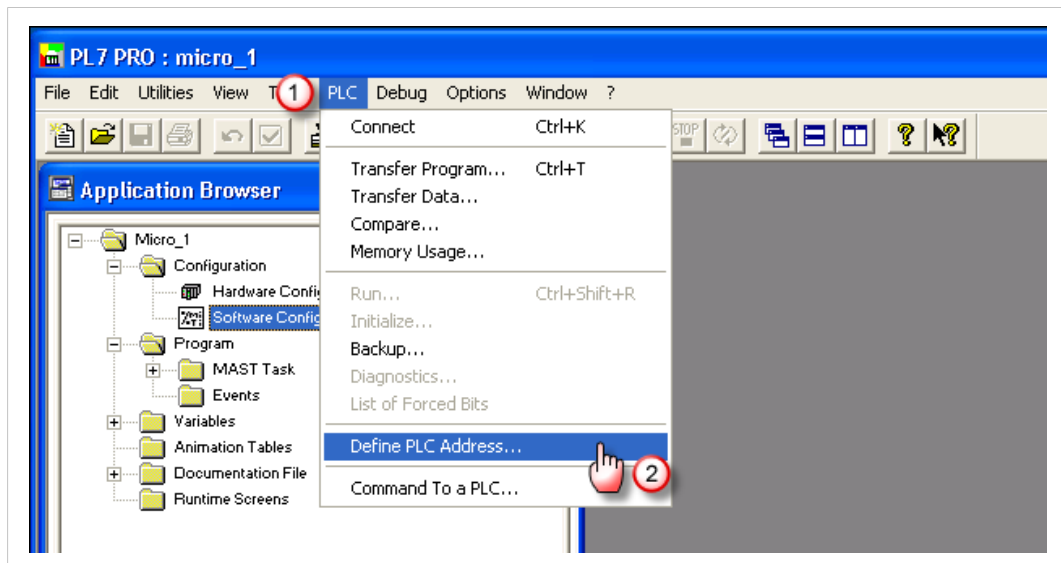 PL7 PRO : micro_1
File Edit Utilities View T 1 PLC Debug Options Window ?
STOP
Connect Ctrl+K
Transfer Program... Ctrl+T
Transfer Data...
Compare...
Memory Usage...
Run... Ctrl+Shift+R
Initialize...
Backup...
Diagnostics...
List of Forced Bits
Define PLC Address...
2
Command To a PLC...
Application Browser
Micro_1
Configuration
Hardware Confi
Software Config
Program
MAST Task
Events
Variables
Animation Tables
Documentation File
Runtime Screens